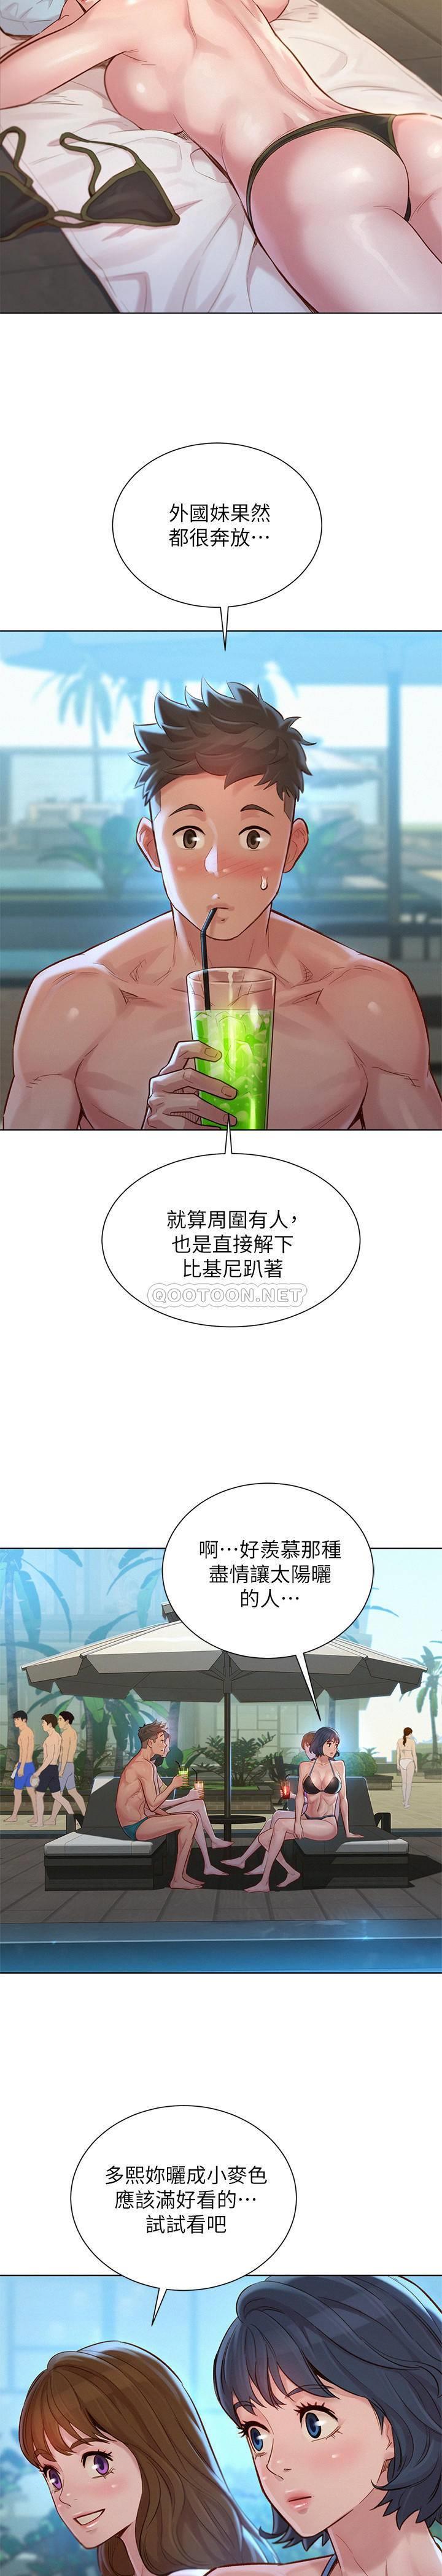 外國妹果然
都很奔放…
就算周圍有人，
也是直接解下
比基尼趴著
QOOTOON.NET
啊…好羨慕那種
盡情讓太陽曬
的人…
多熙妳曬成小麥色
應該滿好看的…
試試看吧